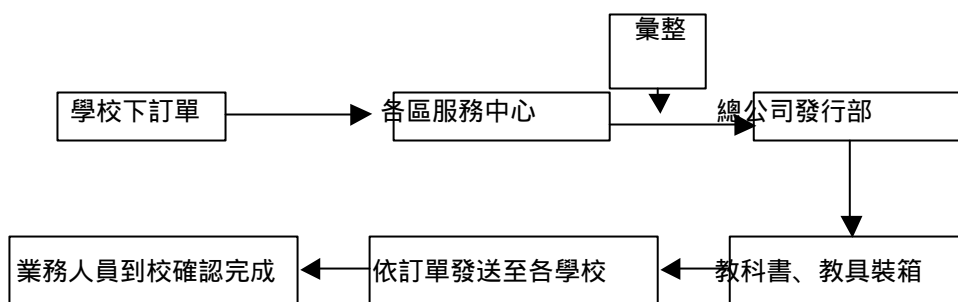 彙整
學校下訂單
各區服務中心
總公司發行部
業務人員到校確認完成
依訂單發送至各學校
教科書、教具裝箱